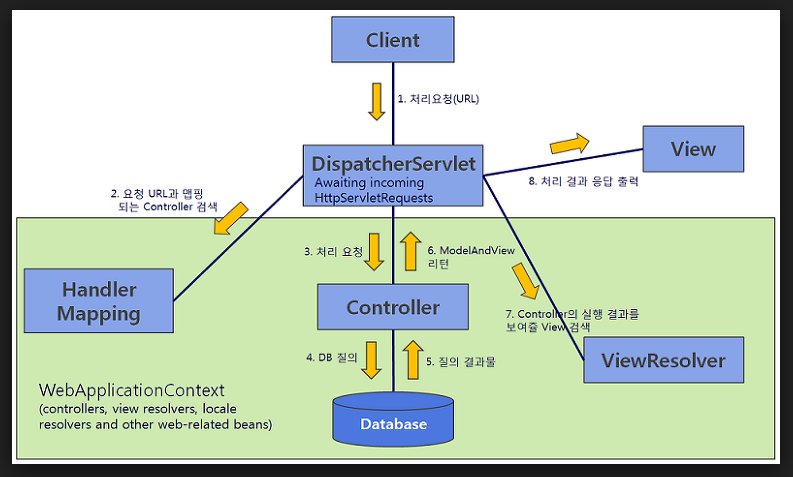 Client
1. 처리요청(URL)
DispatcherServlet
Awaiting incoming
HttpServletRequests
View
8. 처리 결과 응답 출력
2. 요청 URL과 맵핑
되는 Controller 검색
3. 처리 요청
6. ModelAndView
리턴
Handler
Mapping
Controller
7. Controller의 실행 결과를
보여줄 View 검색
4. DB 질의
5. 질의 결과물
ViewResolver
WebApplicationContext
(controllers, view resolvers, locale
resolvers and other web-related beans)
Database